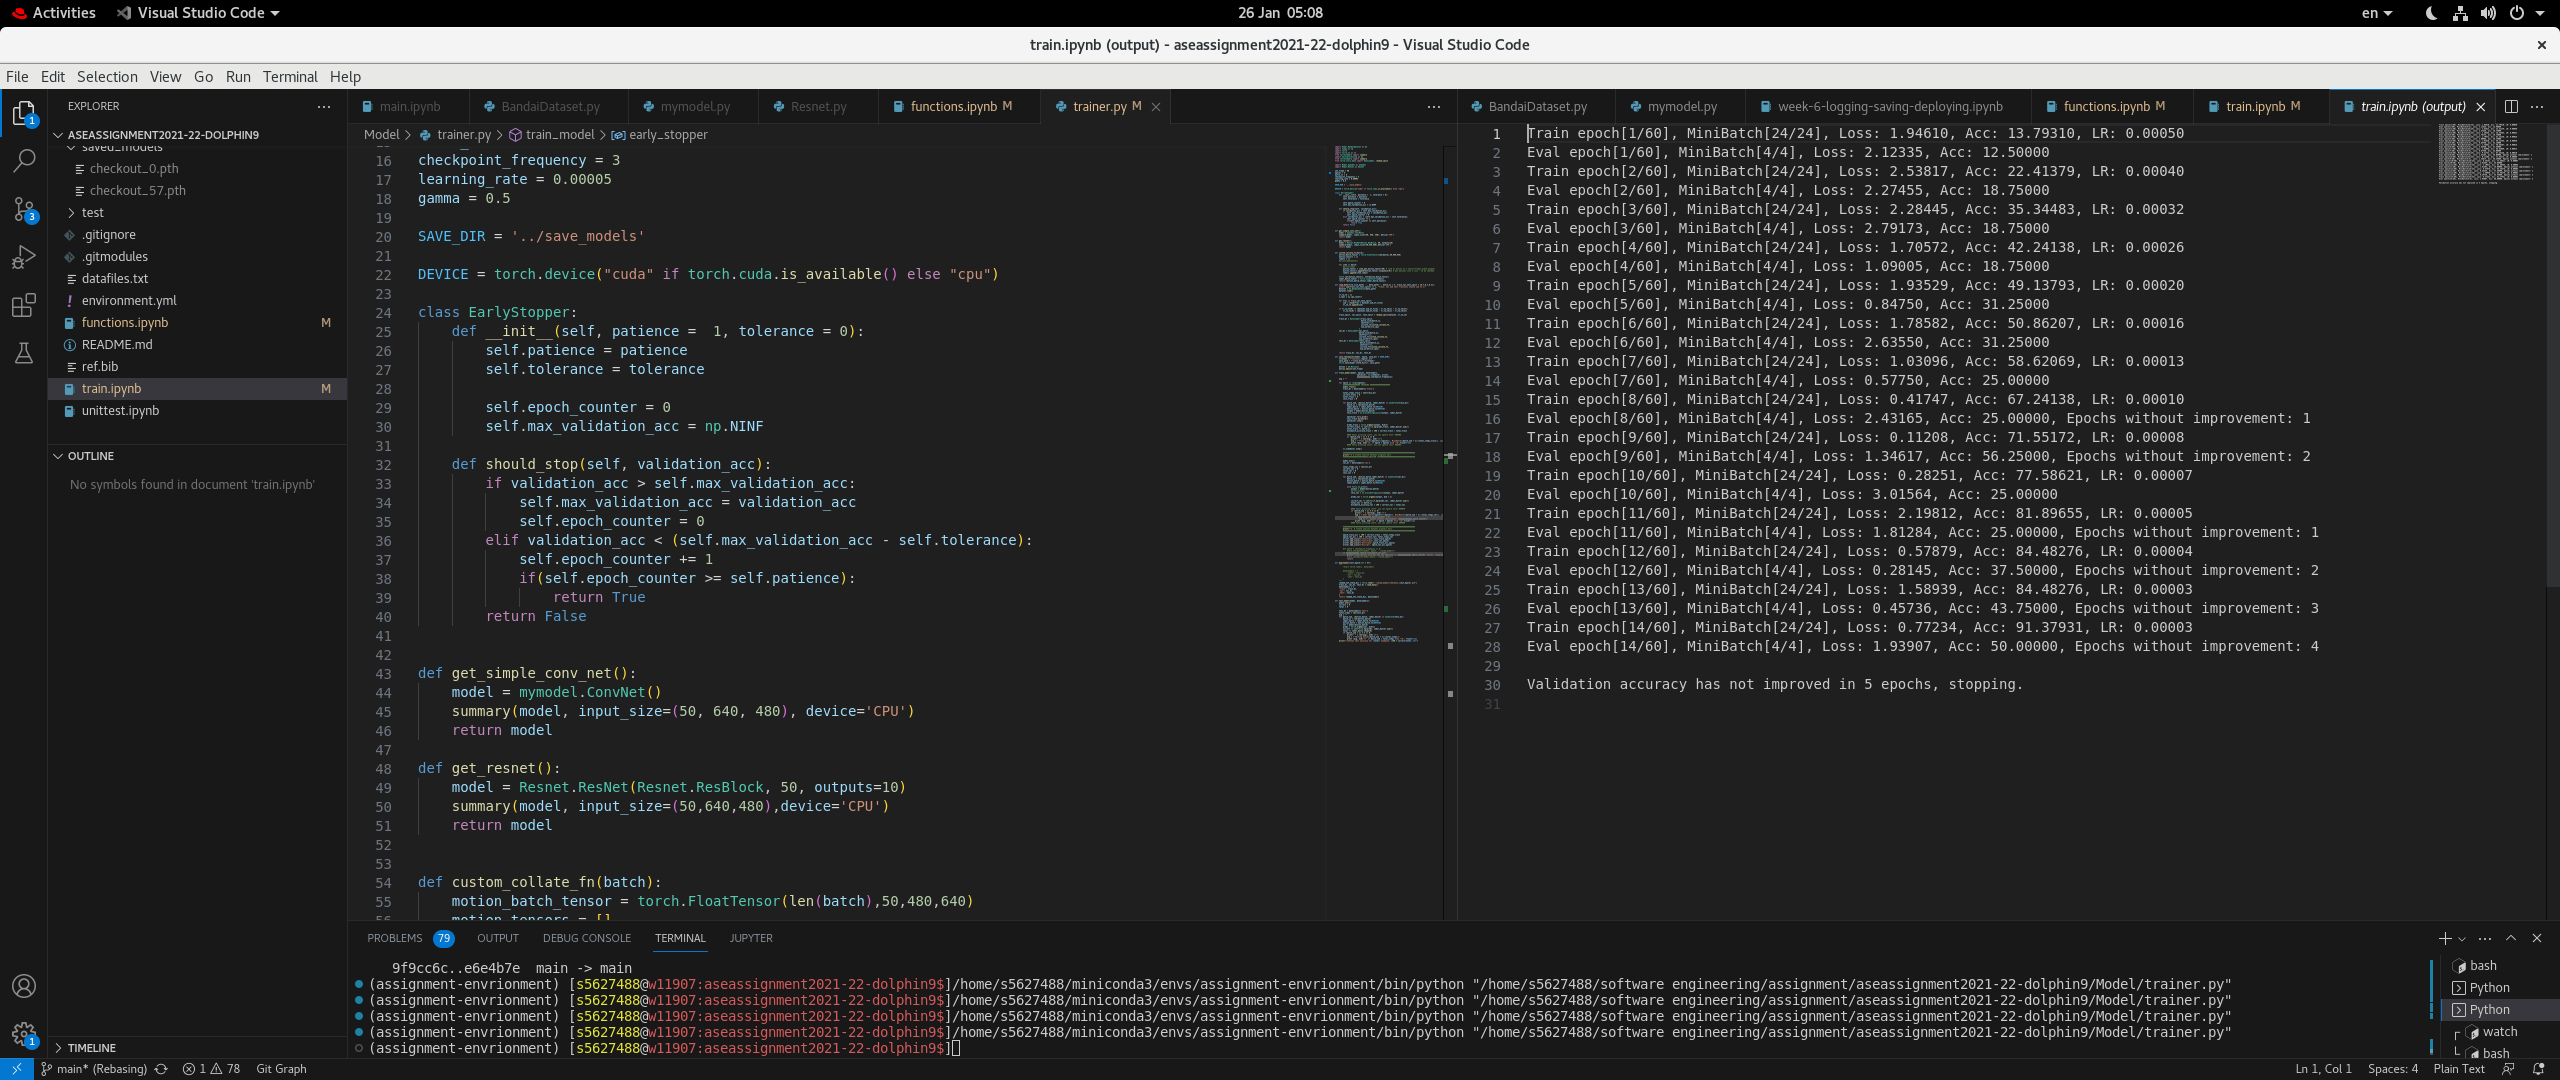 Activities
Visual Studio Code
26 Jan 05:08
en
train.ipynb (output) - aseassignment2021-22-dolphin9 - Visual Studio Code
File Edit Selection View Go Run Terminal Help
EXPLORER
ASEASSIGNMENT2021-22-DOLPHIN9
saved_models
checkout_0.pth
checkout_57.pth
test
.gitignore
.gitmodules
datafiles.txt
environment.yml
functions.ipynb M
README.md
ref.bib
train.ipynb M
unittest.ipynb
OUTLINE
No symbols found in document 'train.ipynb'
TIMELINE
main.ipynb BandaiDataset.py mymodel.py Resnet.py functions.ipynb M trainer.py M
Model > trainer.py > train_model > early_stopper
16 checkpoint_frequency = 3
17 learning_rate = 0.00005
18 gamma = 0.5
19
20 SAVE_DIR = '../save_models'
21
22 DEVICE = torch.device("cuda" if torch.cuda.is_available() else "cpu")
23
24 class EarlyStopper:
25 def __init__(self, patience =  1, tolerance = 0):
26 self.patience = patience
27 self.tolerance = tolerance
28
29 self.epoch_counter = 0
30 self.max_validation_acc = np.NINF
31
32 def should_stop(self, validation_acc):
33 if validation_acc > self.max_validation_acc:
34 self.max_validation_acc = validation_acc
35 self.epoch_counter = 0
36 elif validation_acc < (self.max_validation_acc - self.tolerance):
37 self.epoch_counter += 1
38 if(self.epoch_counter >= self.patience):
39 return True
40 return False
41
42
43 def get_simple_conv_net():
44 model = mymodel.ConvNet()
45 summary(model, input_size=(50, 640, 480), device='CPU')
46 return model
47
48 def get_resnet():
49 model = Resnet.ResNet(Resnet.ResBlock, 50, outputs=10)
50 summary(model, input_size=(50,640,480),device='CPU')
51 return model
52
53
54 def custom_collate_fn(batch):
55 motion_batch_tensor = torch.FloatTensor(len(batch),50,480,640)
56 motion_tensors = []
BandaiDataset.py mymodel.py week-6-logging-saving-deploying.ipynb functions.ipynb M train.ipynb M train.ipynb (output)
1 Train epoch[1/60], MiniBatch[24/24], Loss: 1.94610, Acc: 13.79310, LR: 0.00050
2 Eval epoch[1/60], MiniBatch[4/4], Loss: 2.12335, Acc: 12.50000
3 Train epoch[2/60], MiniBatch[24/24], Loss: 2.53817, Acc: 22.41379, LR: 0.00040
4 Eval epoch[2/60], MiniBatch[4/4], Loss: 2.27455, Acc: 18.75000
5 Train epoch[3/60], MiniBatch[24/24], Loss: 2.28445, Acc: 35.34483, LR: 0.00032
6 Eval epoch[3/60], MiniBatch[4/4], Loss: 2.79173, Acc: 18.75000
7 Train epoch[4/60], MiniBatch[24/24], Loss: 1.70572, Acc: 42.24138, LR: 0.00026
8 Eval epoch[4/60], MiniBatch[4/4], Loss: 1.09005, Acc: 18.75000
9 Train epoch[5/60], MiniBatch[24/24], Loss: 1.93529, Acc: 49.13793, LR: 0.00020
10 Eval epoch[5/60], MiniBatch[4/4], Loss: 0.84750, Acc: 31.25000
11 Train epoch[6/60], MiniBatch[24/24], Loss: 1.78582, Acc: 50.86207, LR: 0.00016
12 Eval epoch[6/60], MiniBatch[4/4], Loss: 2.63550, Acc: 31.25000
13 Train epoch[7/60], MiniBatch[24/24], Loss: 1.03096, Acc: 58.62069, LR: 0.00013
14 Eval epoch[7/60], MiniBatch[4/4], Loss: 0.57750, Acc: 25.00000
15 Train epoch[8/60], MiniBatch[24/24], Loss: 0.41747, Acc: 67.24138, LR: 0.00010
16 Eval epoch[8/60], MiniBatch[4/4], Loss: 2.43165, Acc: 25.00000, Epochs without improvement: 1
17 Train epoch[9/60], MiniBatch[24/24], Loss: 0.11208, Acc: 71.55172, LR: 0.00008
18 Eval epoch[9/60], MiniBatch[4/4], Loss: 1.34617, Acc: 56.25000, Epochs without improvement: 2
19 Train epoch[10/60], MiniBatch[24/24], Loss: 0.28251, Acc: 77.58621, LR: 0.00007
20 Eval epoch[10/60], MiniBatch[4/4], Loss: 3.01564, Acc: 25.00000
21 Train epoch[11/60], MiniBatch[24/24], Loss: 2.19812, Acc: 81.89655, LR: 0.00005
22 Eval epoch[11/60], MiniBatch[4/4], Loss: 1.81284, Acc: 25.00000, Epochs without improvement: 1
23 Train epoch[12/60], MiniBatch[24/24], Loss: 0.57879, Acc: 84.48276, LR: 0.00004
24 Eval epoch[12/60], MiniBatch[4/4], Loss: 0.28145, Acc: 37.50000, Epochs without improvement: 2
25 Train epoch[13/60], MiniBatch[24/24], Loss: 1.58939, Acc: 84.48276, LR: 0.00003
26 Eval epoch[13/60], MiniBatch[4/4], Loss: 0.45736, Acc: 43.75000, Epochs without improvement: 3
27 Train epoch[14/60], MiniBatch[24/24], Loss: 0.77234, Acc: 91.37931, LR: 0.00003
28 Eval epoch[14/60], MiniBatch[4/4], Loss: 1.93907, Acc: 50.00000, Epochs without improvement: 4
29
30 Validation accuracy has not improved in 5 epochs, stopping.
31
PROBLEMS 79 OUTPUT DEBUG CONSOLE TERMINAL JUPYTER
9f9cc6c..e6e4b7e  main -> main
(assignment-envrionment) [s5627488@w11907:aseassignment2021-22-dolphin9$]/home/s5627488/miniconda3/envs/assignment-envrionment/bin/python "/home/s5627488/software engineering/assignment/aseassignment2021-22-dolphin9/Model/trainer.py"
(assignment-envrionment) [s5627488@w11907:aseassignment2021-22-dolphin9$]/home/s5627488/miniconda3/envs/assignment-envrionment/bin/python "/home/s5627488/software engineering/assignment/aseassignment2021-22-dolphin9/Model/trainer.py"
(assignment-envrionment) [s5627488@w11907:aseassignment2021-22-dolphin9$]/home/s5627488/miniconda3/envs/assignment-envrionment/bin/python "/home/s5627488/software engineering/assignment/aseassignment2021-22-dolphin9/Model/trainer.py"
(assignment-envrionment) [s5627488@w11907:aseassignment2021-22-dolphin9$]/home/s5627488/miniconda3/envs/assignment-envrionment/bin/python "/home/s5627488/software engineering/assignment/aseassignment2021-22-dolphin9/Model/trainer.py"
(assignment-envrionment) [s5627488@w11907:aseassignment2021-22-dolphin9$]
bash
Python
Python
watch
bash
main* (Rebasing) 1 78 Git Graph
Ln 1, Col 1 Spaces: 4 Plain Text